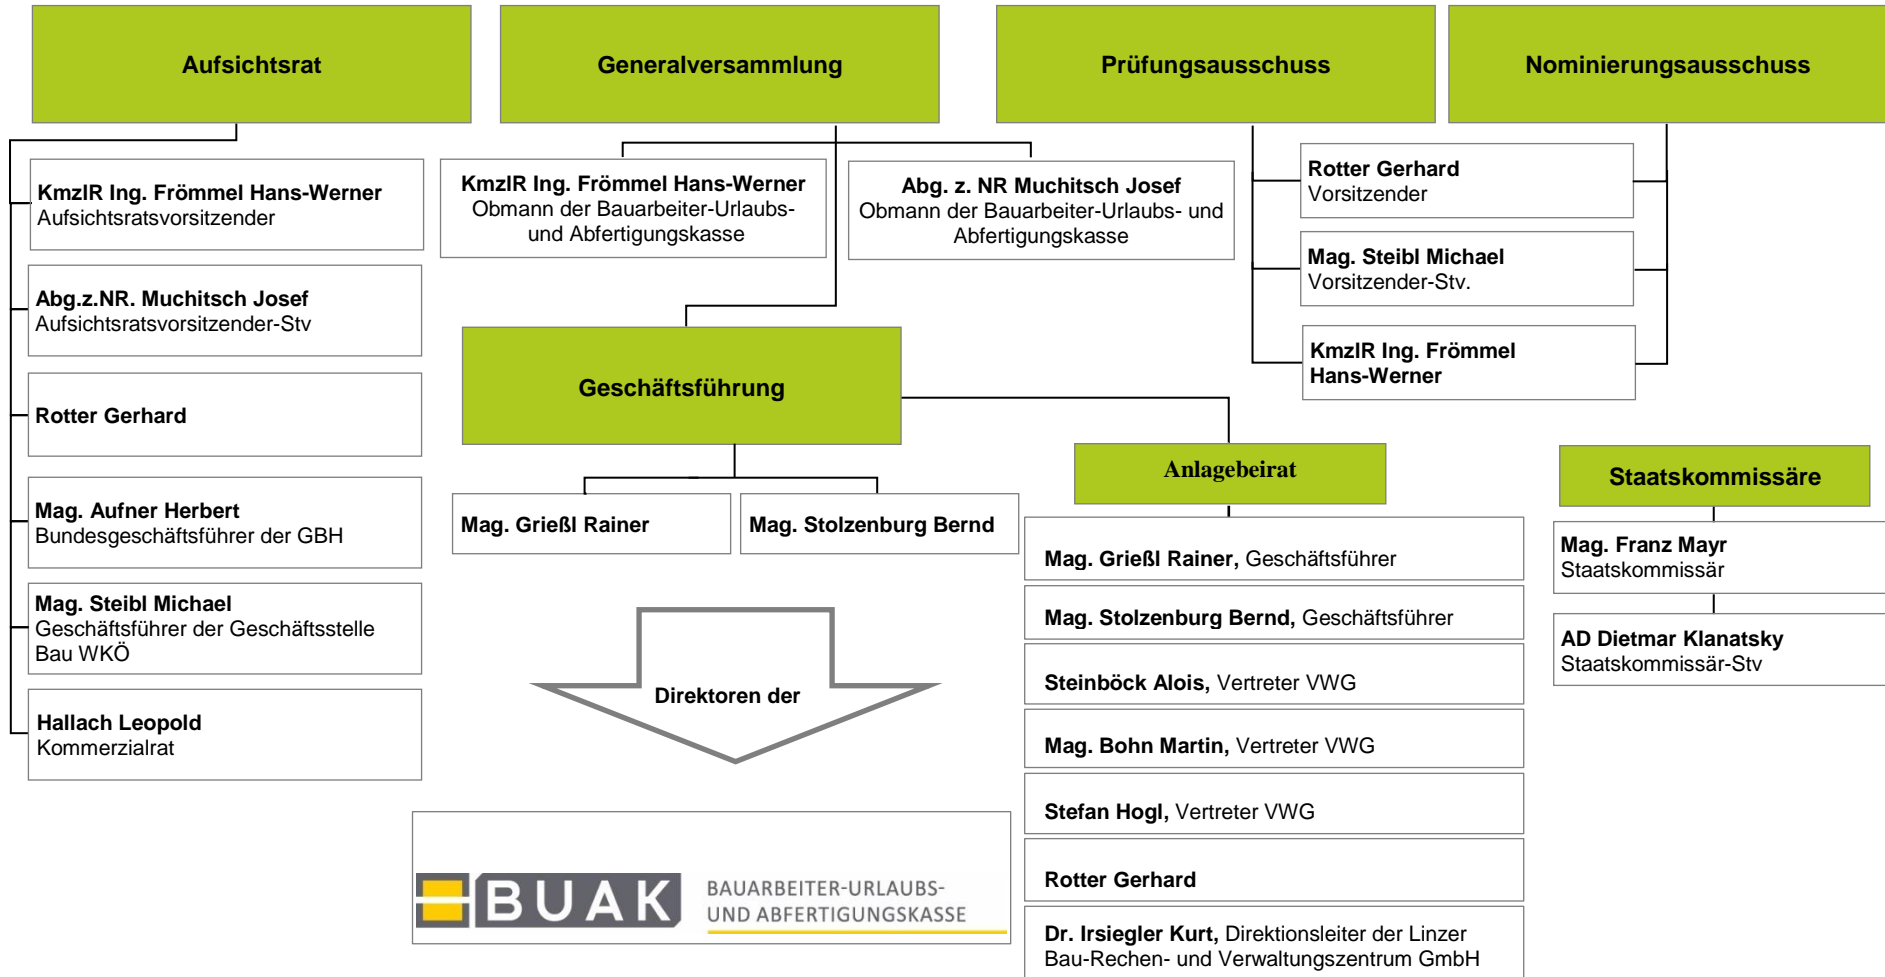 Aufsichtsrat
Generalversammlung
Prüfungsausschuss
Nominierungsausschuss
KmzlR Ing. Frömmel Hans-Werner
Aufsichtsratsvorsitzender
Abg.z.NR. Muchitsch Josef
Aufsichtsratsvorsitzender-Stv
Rotter Gerhard
Mag. Aufner Herbert
Bundesgeschäftsführer der GBH
Mag. Steibl Michael
Geschäftsführer der Geschäftsstelle
Bau WKÖ
Hallach Leopold
Kommerzialrat
KmzlR Ing. Frömmel Hans-Werner
Obmann der Bauarbeiter-Urlaubs-
und Abfertigungskasse
Abg. z. NR Muchitsch Josef
Obmann der Bauarbeiter-Urlaubs- und
Abfertigungskasse
Rotter Gerhard
Vorsitzender
Mag. Steibl Michael
Vorsitzender-Stv.
KmzlR Ing. Frömmel
Hans-Werner
Geschäftsführung
Mag. Grießl Rainer
Mag. Stolzenburg Bernd
Direktoren der
BUAK
BAUARBEITER-URLAUBS-
UND ABFERTIGUNGSKASSE
Anlagebeirat
Mag. Grießl Rainer, Geschäftsführer
Mag. Stolzenburg Bernd, Geschäftsführer
Steinböck Alois, Vertreter VWG
Mag. Bohn Martin, Vertreter VWG
Stefan Hogl, Vertreter VWG
Rotter Gerhard
Dr. Irsiegler Kurt, Direktionsleiter der Linzer
Bau-Rechen- und Verwaltungszentrum GmbH
Staatskommissäre
Mag. Franz Mayr
Staatskommissär
AD Dietmar Klanatsky
Staatskommissär-Stv